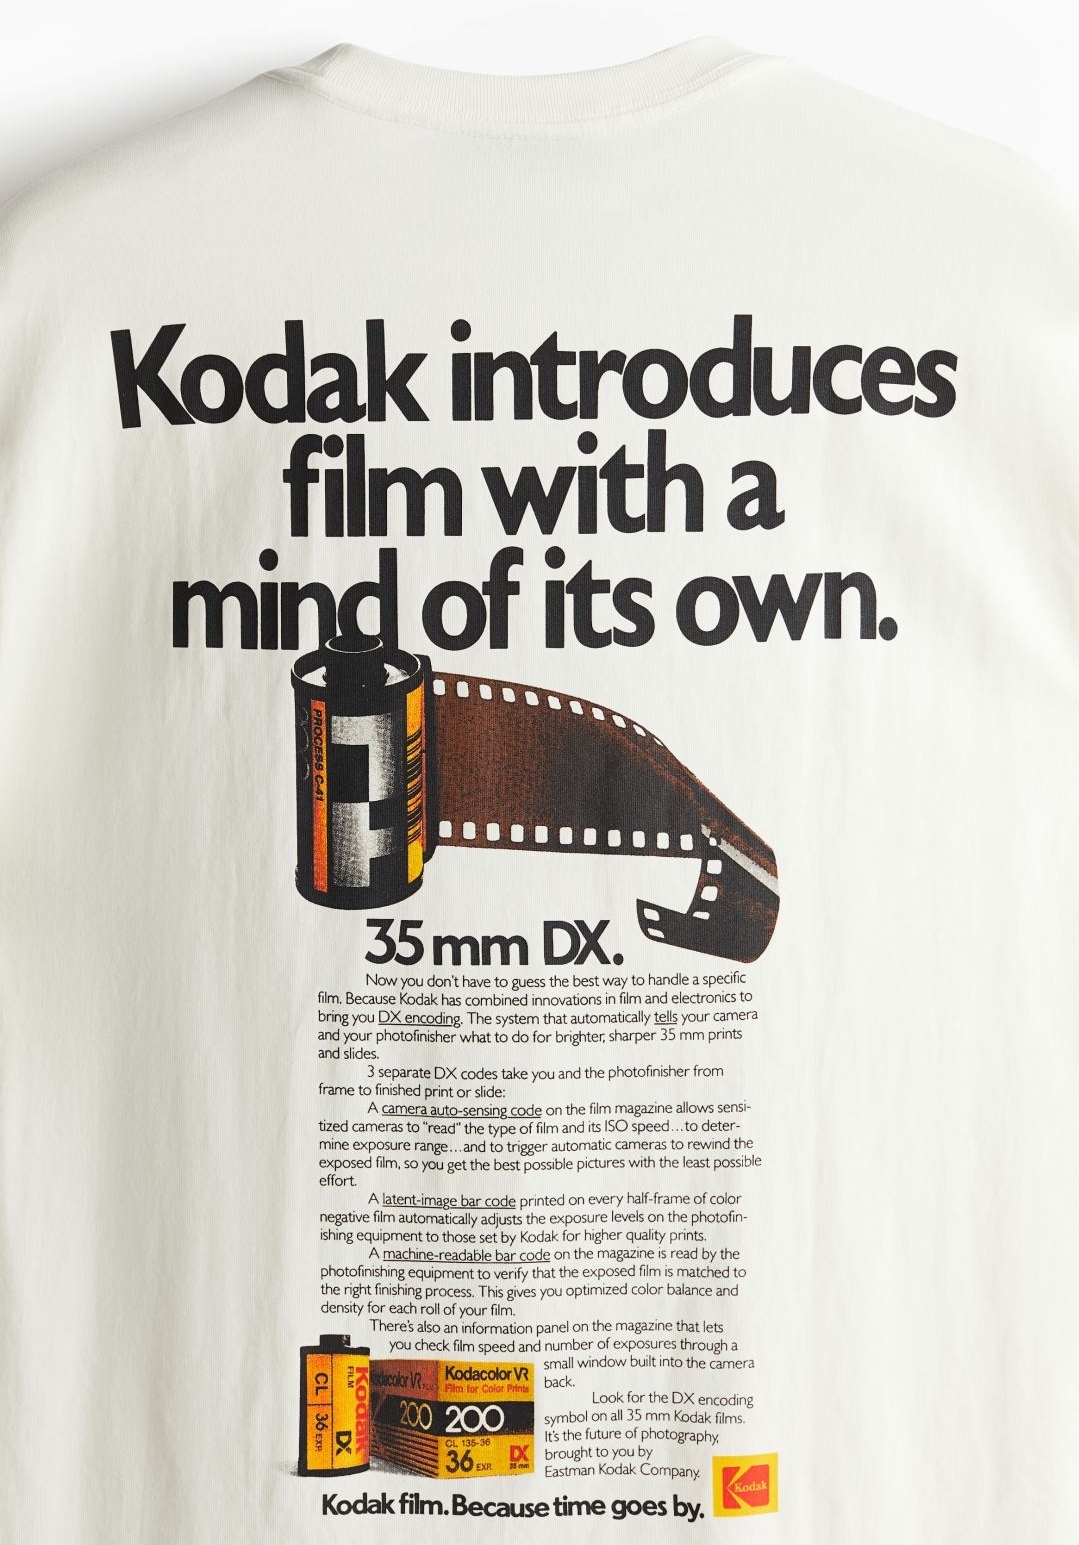 Kodak introduces
film with a
mind of its own.
PROCESS C-41
35 mm DX.
Now you don't have to guess the best way to handle a specific
film. Because Kodak has combined innovations in film and electronics to
bring you DX encoding. The system that automatically tells your camera
and your photofinisher what to do for brighter, sharper 35 mm prints
and slides.
3 separate DX codes take you and the photofinisher from
frame to finished print or slide:
A camera auto-sensing code on the film magazine allows sensi-
tized cameras to "read" the type of film and its ISO speed...to deter-
mine exposure range...and to trigger automatic cameras to rewind the
exposed film, so you get the best possible pictures with the least possible
effort.
A latent-image bar code printed on every half-frame of color
negative film automatically adjusts the exposure levels on the photofin-
ishing equipment to those set by Kodak for higher quality prints.
A machine-readable bar code on the magazine is read by the
photofinishing equipment to verify that the exposed film is matched to
the right finishing process. This gives you optimized color balance and
density for each roll of your film.
There's also an information panel on the magazine that lets
you check film speed and number of exposures through a
small window built into the camera
back.
Look for the DX encoding
symbol on all 35 mm Kodak films.
It's the future of photography,
brought to you by
Eastman Kodak Company.
Kodak
FILM
DX
CL 36 EXP.
VR
200
Kodacolor VR
Film for Color Prints
200
CL 135-36
36 EXP.
DX
35 mm
Kodak film. Because time goes by.
Kodak